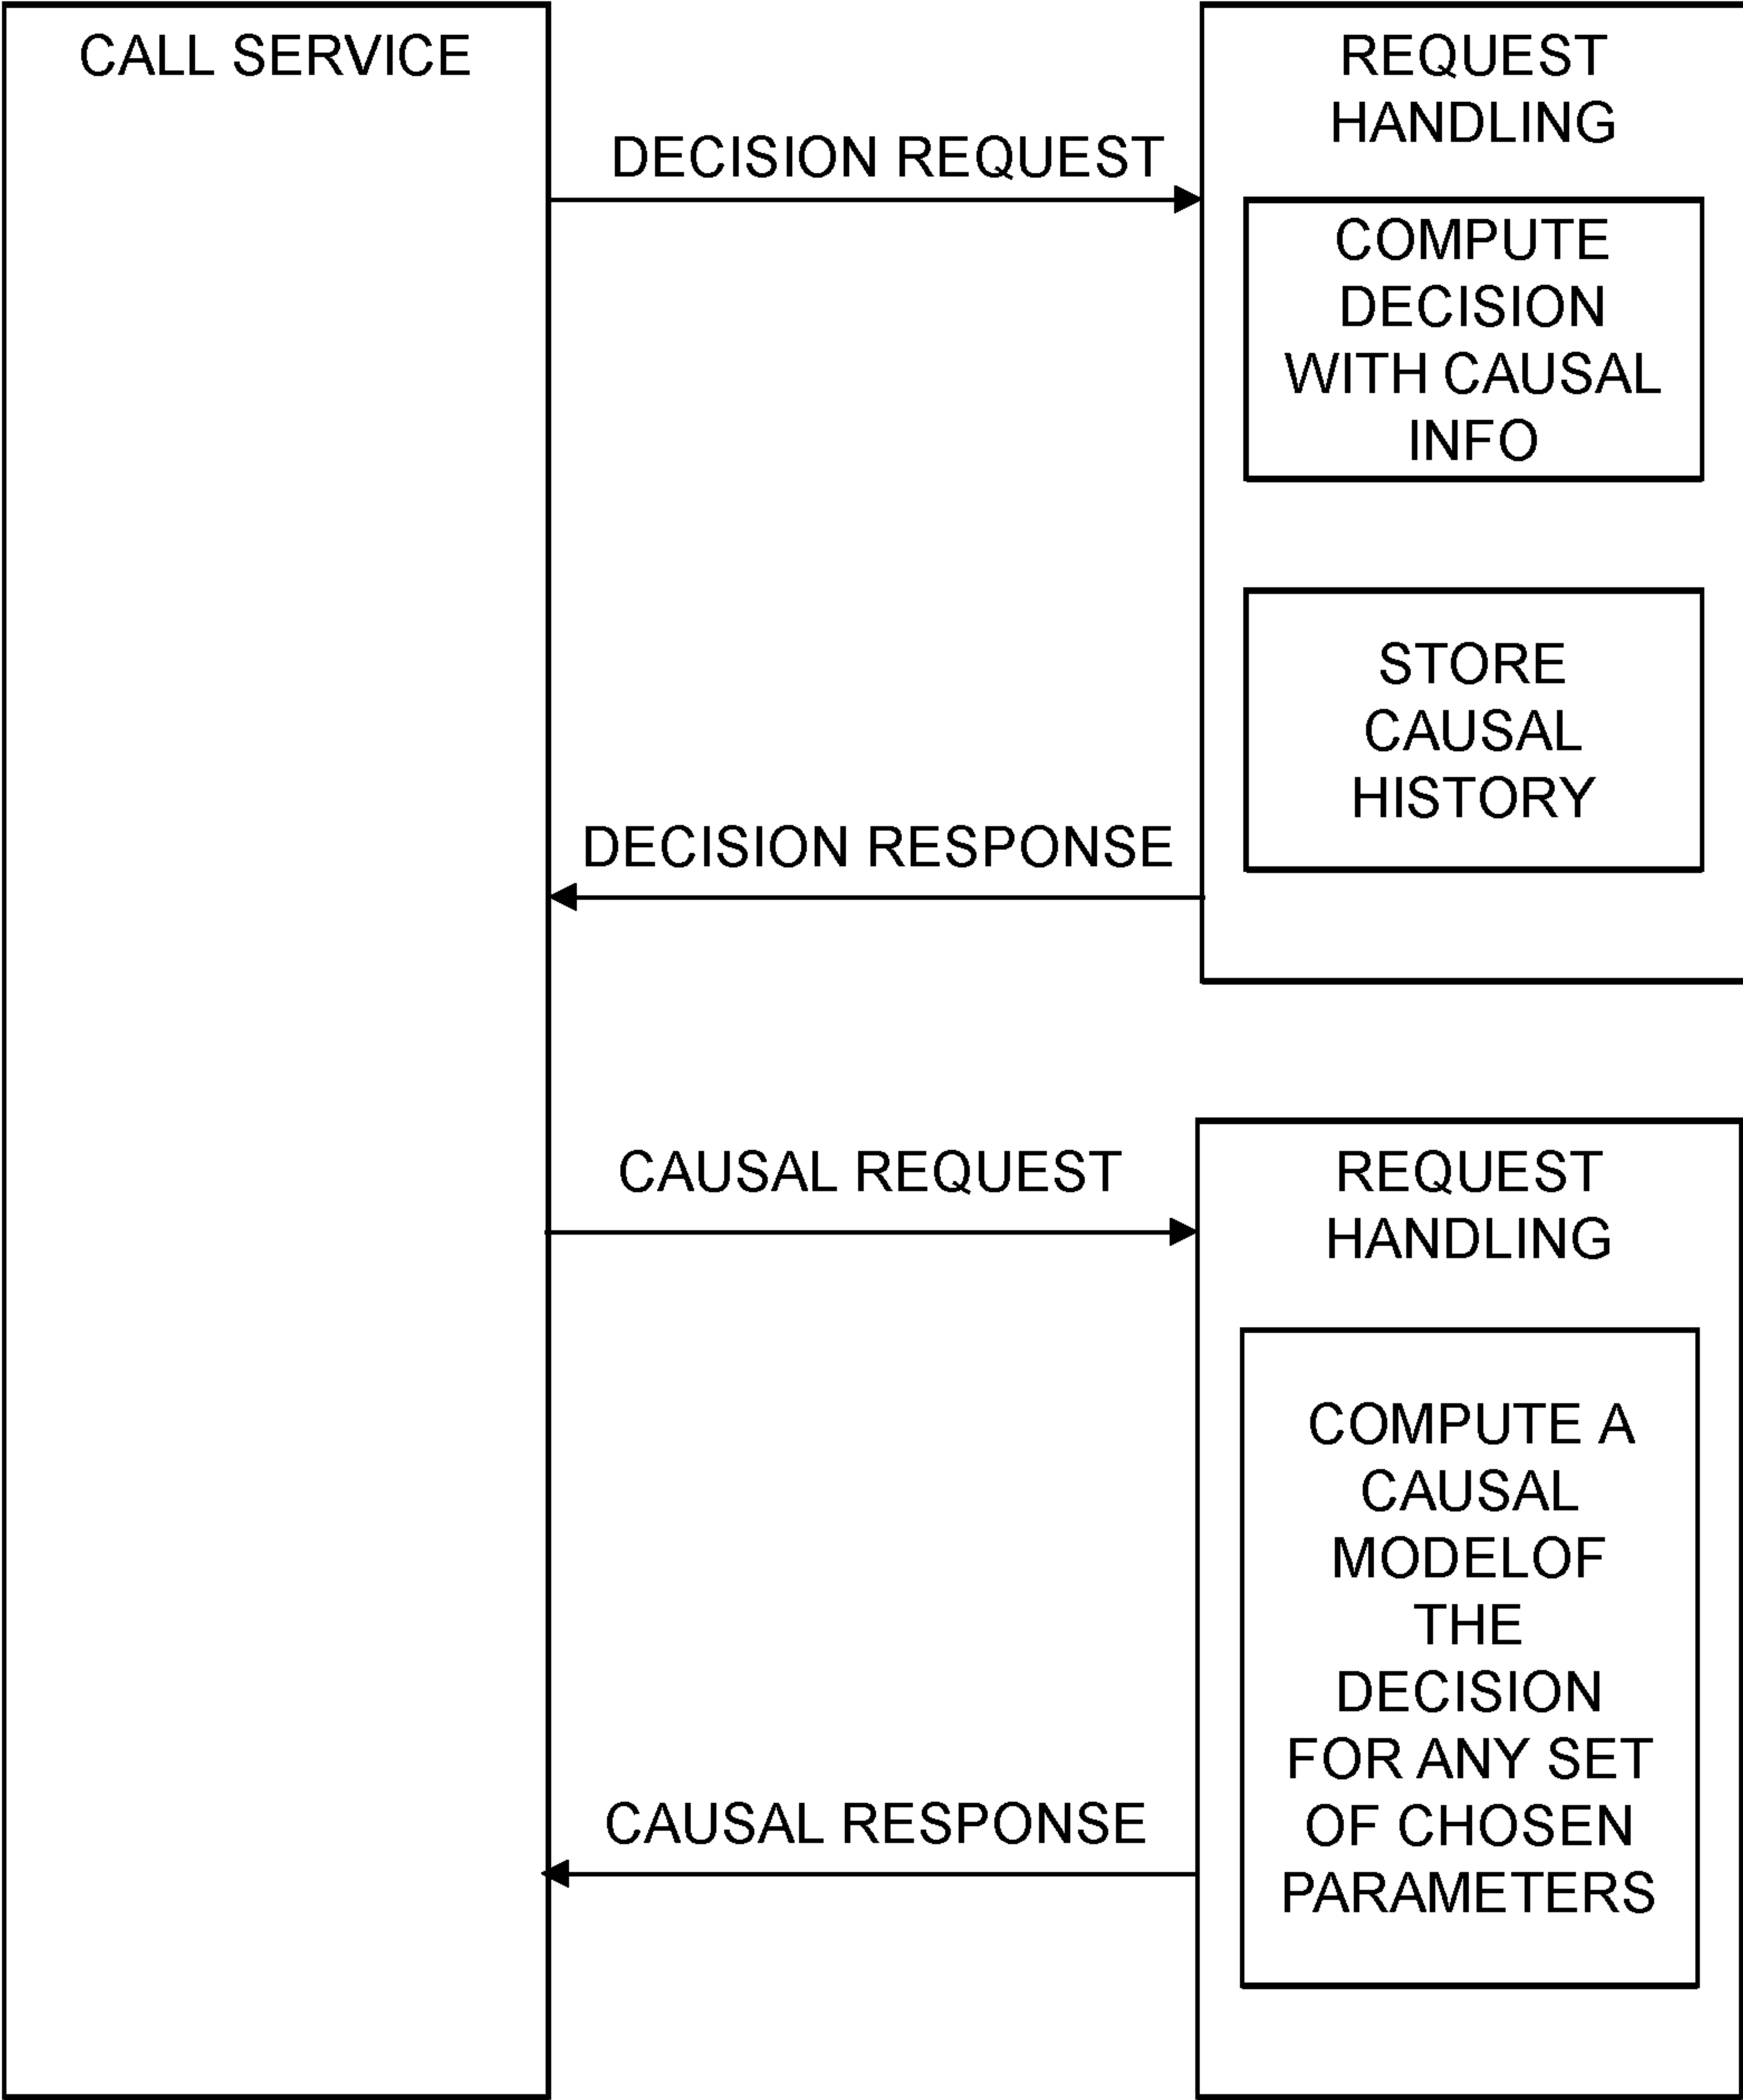 CALL SERVICE
REQUEST
HANDLING
DECISION REQUEST
COMPUTE
DECISION
WITH CAUSAL
INFO
STORE
CAUSAL
HISTORY
DECISION RESPONSE
CAUSAL REQUEST
REQUEST
HANDLING
COMPUTE A
CAUSAL
MODELOF
THE
DECISION
FOR ANY SET
OF CHOSEN
PARAMETERS
CAUSAL RESPONSE